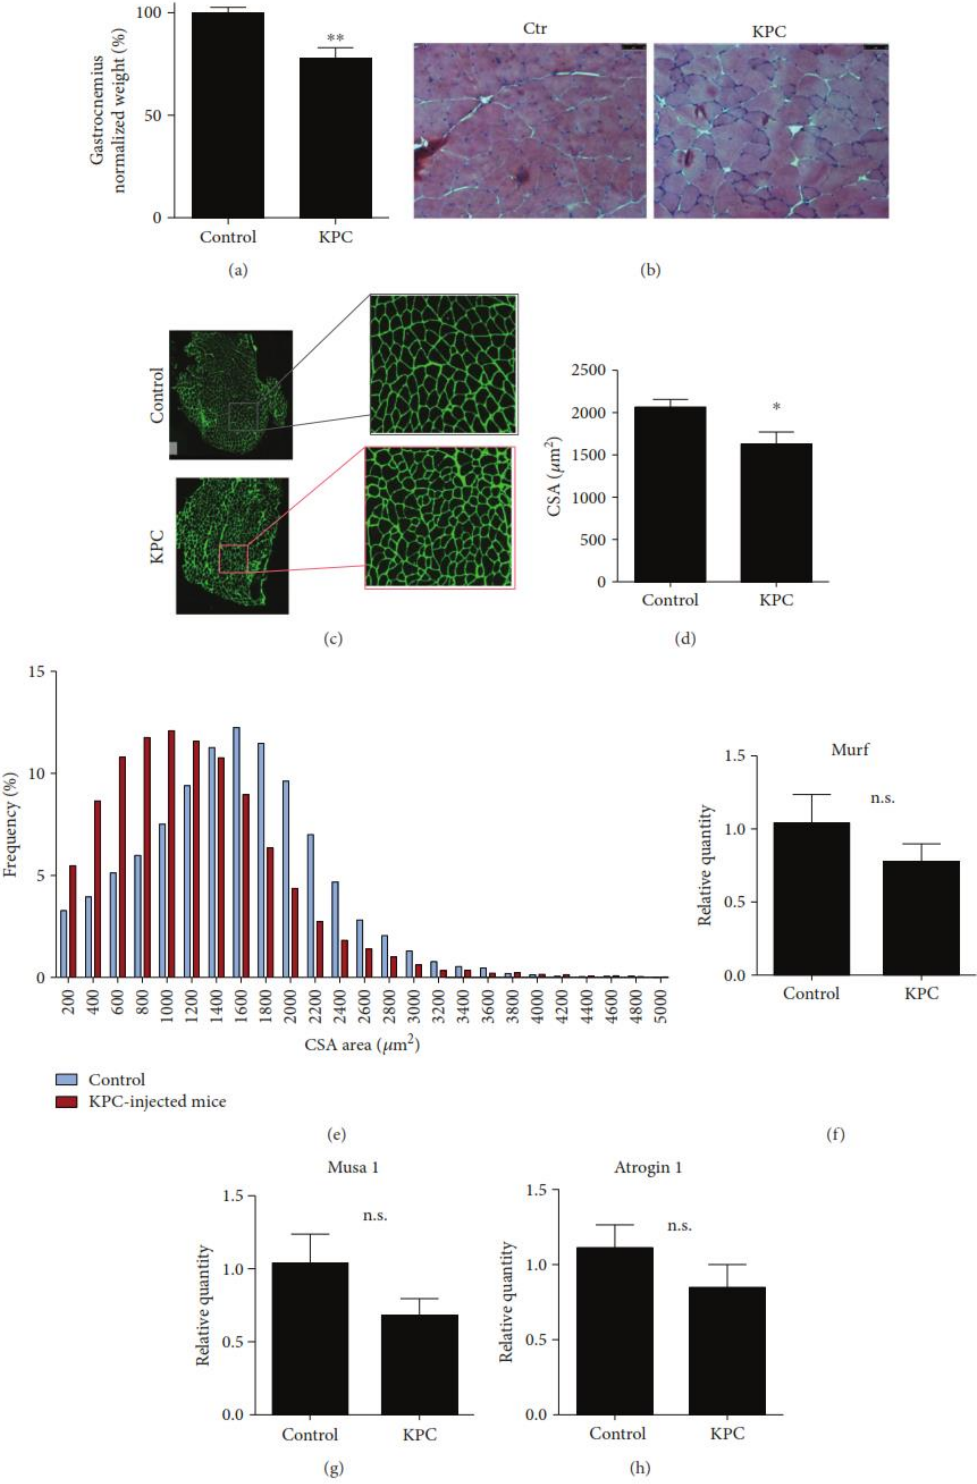 Gastrocnemius
normalized weight (%)
100
50
0
**
Control
KPC
(a)
Ctr
KPC
(b)
Control
KPC
(c)
CSA (μm²)
2500
2000
1500
1000
500
0
*
Control
KPC
(d)
Frequency (%)
15
10
5
0
200
400
600
800
1000
1200
1400
1600
1800
2000
2200
2400
2600
2800
3000
3200
3400
3600
3800
4000
4200
4400
4600
4800
5000
CSA area (μm²)
Control
KPC-injected mice
(e)
Murf
Relative quantity
1.5
1.0
0.5
0.0
n.s.
Control
KPC
(f)
Musa 1
Relative quantity
1.5
1.0
0.5
0.0
n.s.
Control
KPC
(g)
Atrogin 1
Relative quantity
1.5
1.0
0.5
0.0
n.s.
Control
KPC
(h)